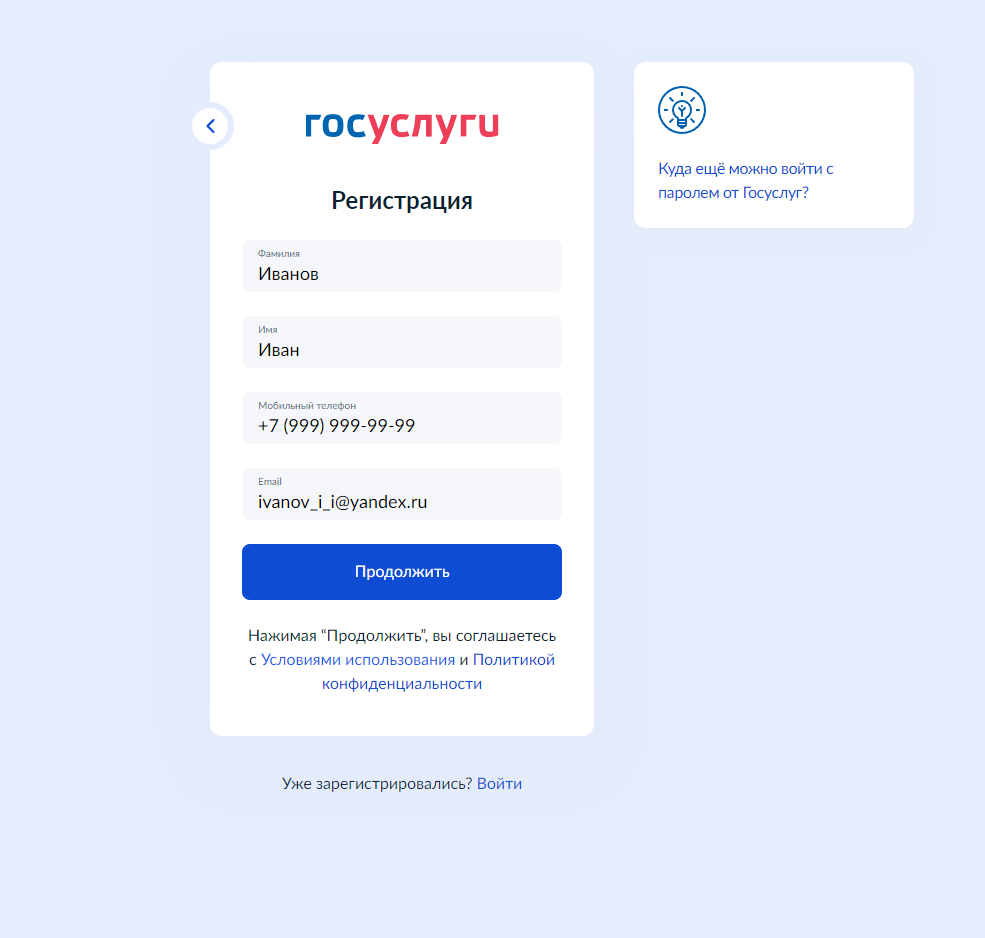 госуслуги
Регистрация
Фамилия
Иванов
Имя
Иван
Мобильный телефон
+7 (999) 999-99-99
Email
ivanov_i_i@yandex.ru
Продолжить
Нажимая “Продолжить”, вы соглашаетесь
с Условиями использования и Политикой
конфиденциальности
Уже зарегистрировались? Войти
Куда ещё можно войти с
паролем от Госуслуг?